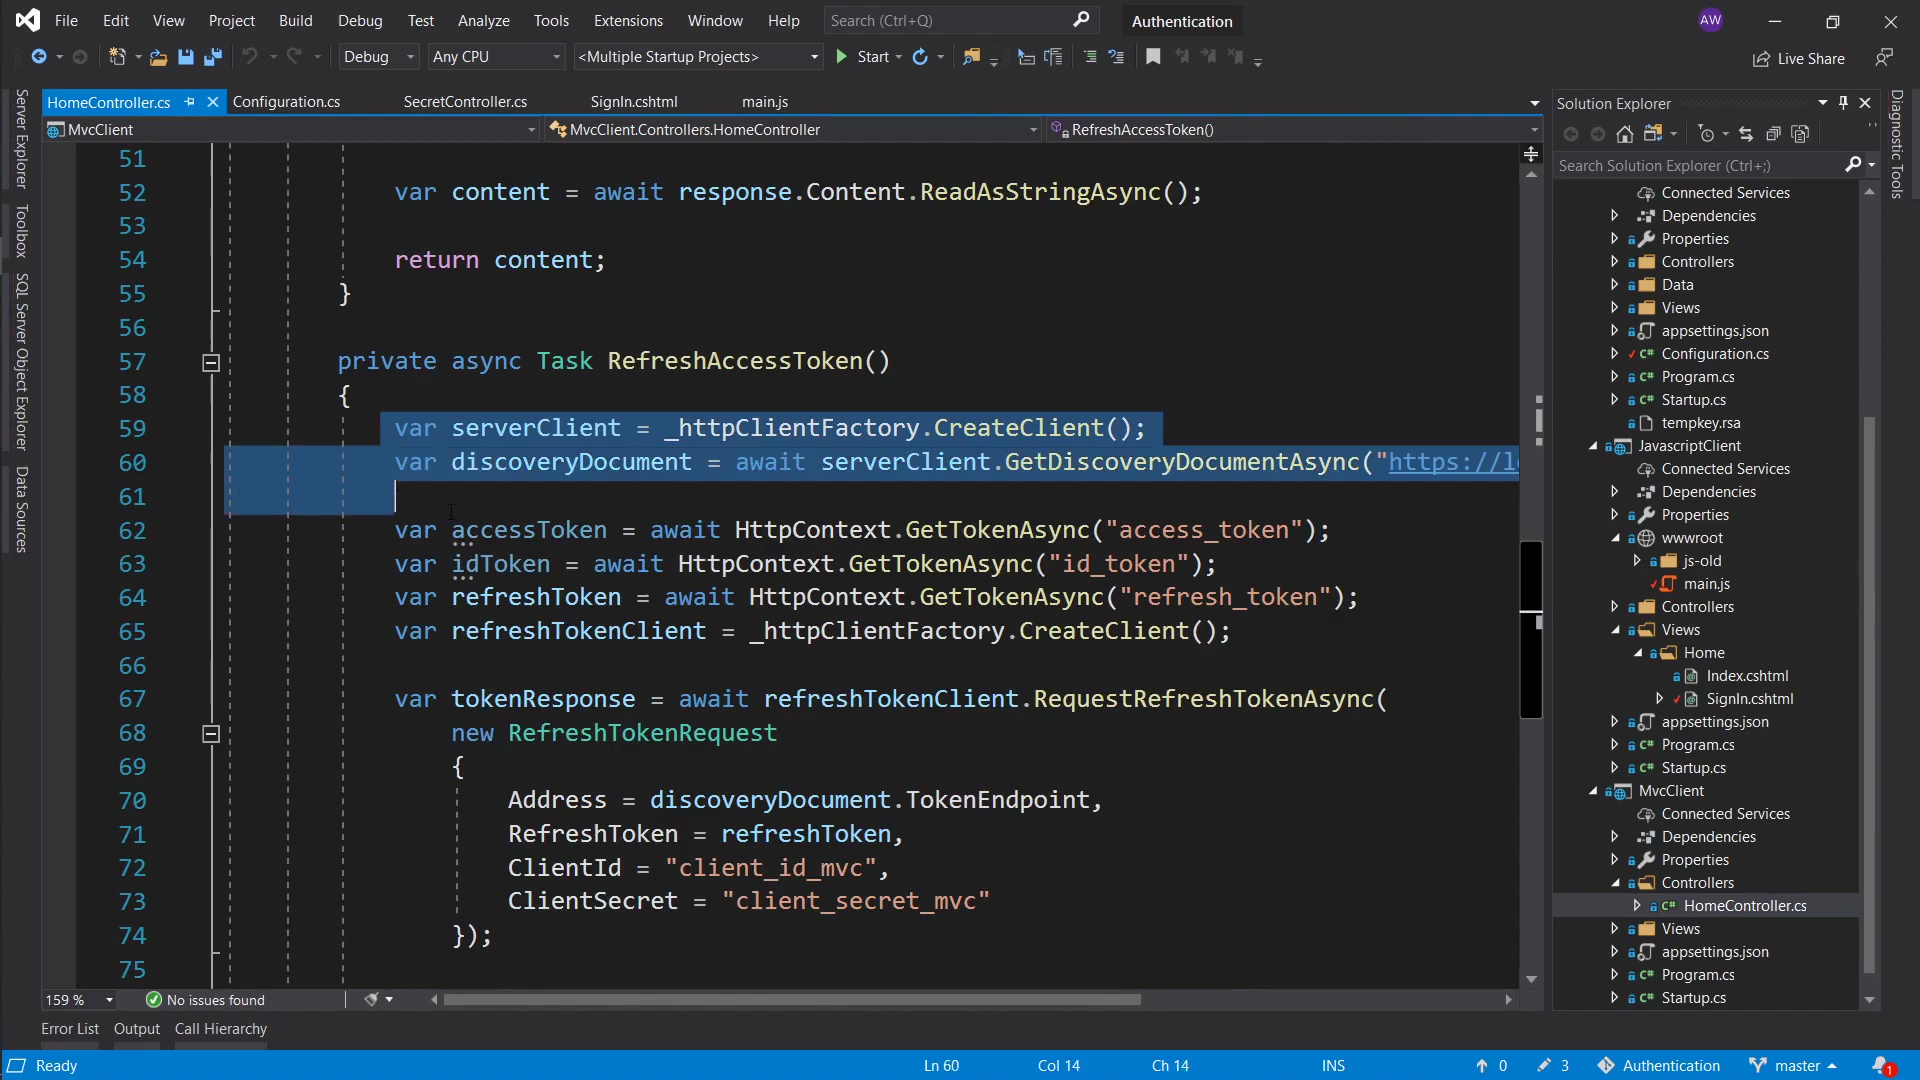 File Edit View Project Build Debug Test Analyze Tools Extensions Window Help Search (Ctrl+Q) Authentication AW
Debug Any CPU <Multiple Startup Projects> Start Live Share
HomeController.cs Configuration.cs SecretController.cs SignIn.cshtml main.js
MvcClient MvcClient.Controllers.HomeController RefreshAccessToken()
Server Explorer
Toolbox
SQL Server Object Explorer
Data Sources
51
52 var content = await response.Content.ReadAsStringAsync();
53
54 return content;
55 }
56
57 private async Task RefreshAccessToken()
58 {
59 var serverClient = _httpClientFactory.CreateClient();
60 var discoveryDocument = await serverClient.GetDiscoveryDocumentAsync("https://l
61
62 var accessToken = await HttpContext.GetTokenAsync("access_token");
63 var idToken = await HttpContext.GetTokenAsync("id_token");
64 var refreshToken = await HttpContext.GetTokenAsync("refresh_token");
65 var refreshTokenClient = _httpClientFactory.CreateClient();
66
67 var tokenResponse = await refreshTokenClient.RequestRefreshTokenAsync(
68 new RefreshTokenRequest
69 {
70 Address = discoveryDocument.TokenEndpoint,
71 RefreshToken = refreshToken,
72 ClientId = "client_id_mvc",
73 ClientSecret = "client_secret_mvc"
74 });
75
159 % No issues found
Error List Output Call Hierarchy
Ready Ln 60 Col 14 Ch 14 INS 0 3 Authentication master 1
Solution Explorer
Search Solution Explorer (Ctrl+;)
Connected Services
Dependencies
Properties
Controllers
Data
Views
appsettings.json
C# Configuration.cs
C# Program.cs
C# Startup.cs
tempkey.rsa
JavascriptClient
Connected Services
Dependencies
Properties
wwwroot
js-old
main.js
Controllers
Views
Home
Index.cshtml
SignIn.cshtml
appsettings.json
C# Program.cs
C# Startup.cs
MvcClient
Connected Services
Dependencies
Properties
Controllers
C# HomeController.cs
Views
appsettings.json
C# Program.cs
C# Startup.cs
Diagnostic Tools